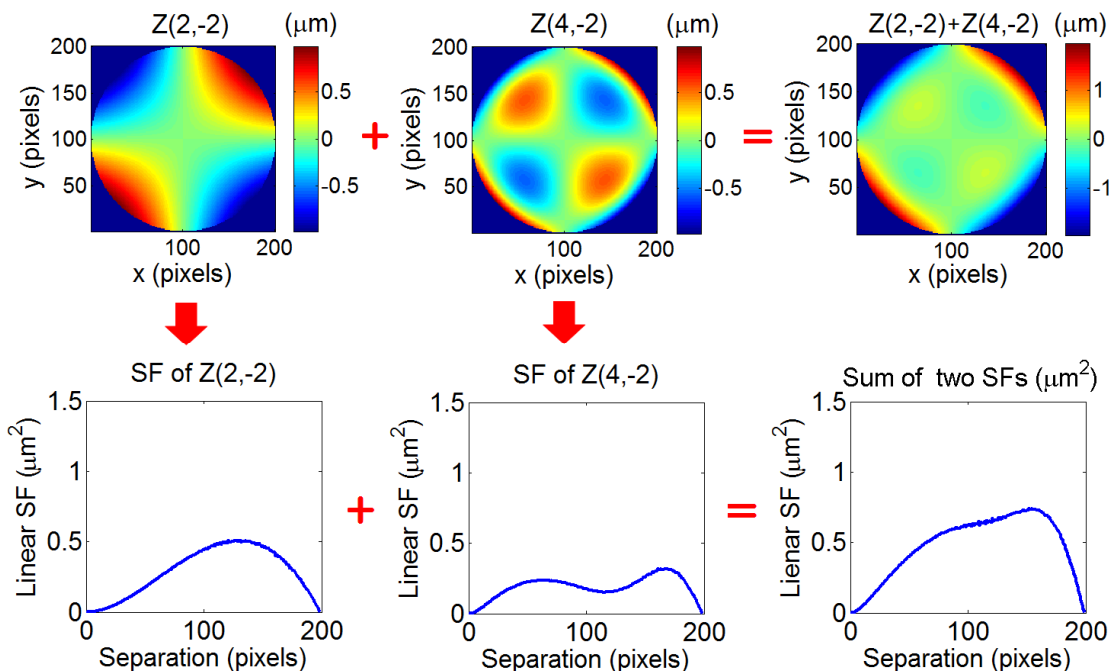 Z(2,-2) (μm)
200
150
100
50
y (pixels)
100 200
x (pixels)
0.5
0
-0.5
+
Z(4,-2) (μm)
200
150
100
50
y (pixels)
100 200
x (pixels)
0.5
0
-0.5
=
Z(2,-2)+Z(4,-2) (μm)
200
150
100
50
y (pixels)
100 200
x (pixels)
1
0
-1
SF of Z(2,-2)
1.5
1
0.5
0
Linear SF (μm²)
0 100 200
Separation (pixels)
+
SF of Z(4,-2)
1.5
1
0.5
0
Linear SF (μm²)
0 100 200
Separation (pixels)
=
Sum of two SFs (μm²)
1.5
1
0.5
0
Lienar SF (μm²)
0 100 200
Separation (pixels)